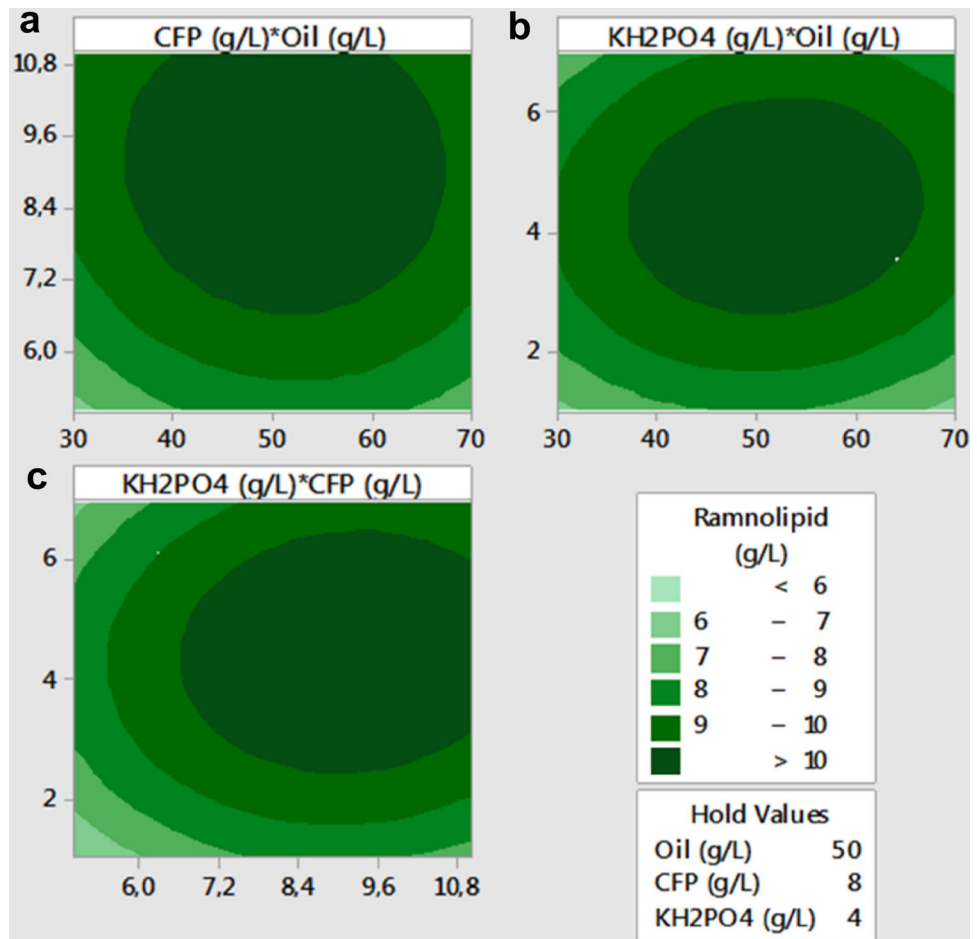 a
CFP (g/L)*Oil (g/L)
10,8
9,6
8,4
7,2
6,0
30 40 50 60 70
b
KH2PO4 (g/L)*Oil (g/L)
6
4
2
30 40 50 60 70
c
KH2PO4 (g/L)*CFP (g/L)
6
4
2
6,0 7,2 8,4 9,6 10,8
Ramnolipid
(g/L)
< 6
6 – 7
7 – 8
8 – 9
9 – 10
> 10
Hold Values
Oil (g/L) 50
CFP (g/L) 8
KH2PO4 (g/L) 4